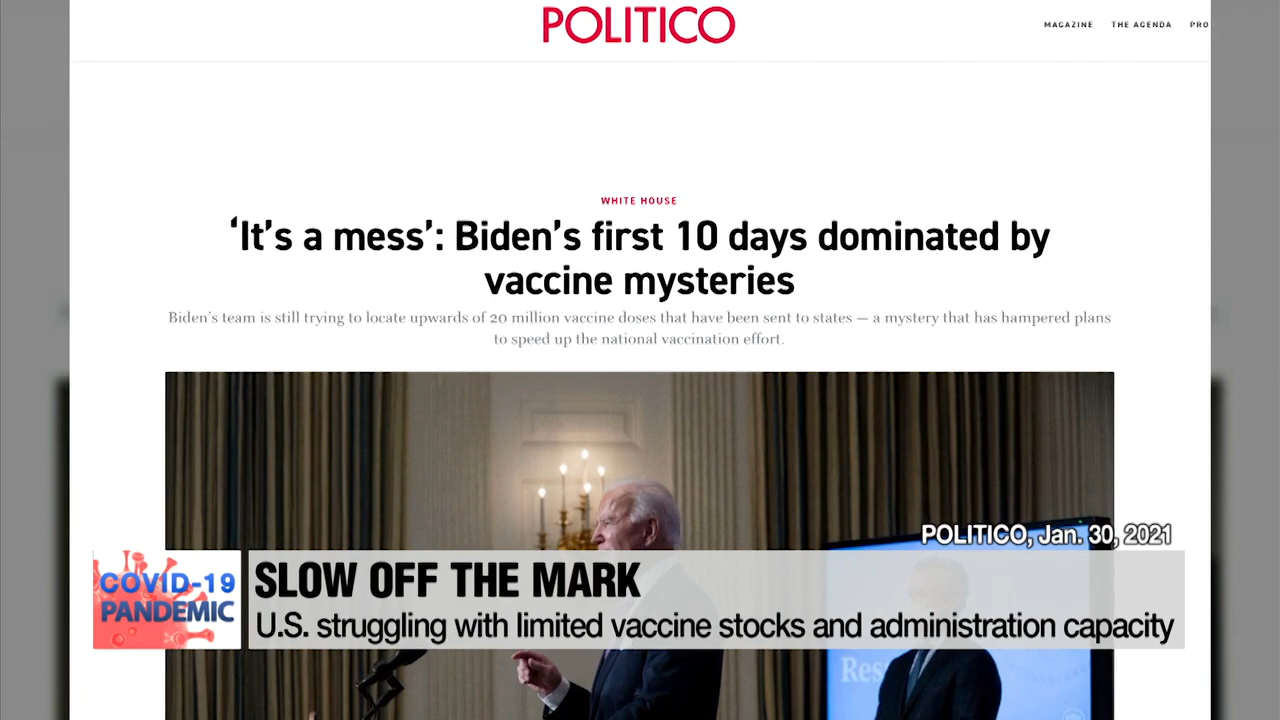 POLITICO
MAGAZINE THE AGENDA PRO
WHITE HOUSE
‘It’s a mess’: Biden’s first 10 days dominated by
vaccine mysteries
Biden’s team is still trying to locate upwards of 20 million vaccine doses that have been sent to states — a mystery that has hampered plans
to speed up the national vaccination effort.
POLITICO, Jan. 30, 2021
COVID-19
PANDEMIC
SLOW OFF THE MARK
U.S. struggling with limited vaccine stocks and administration capacity